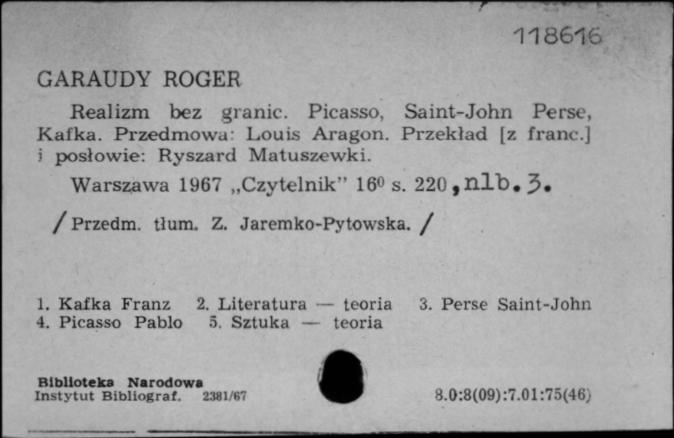 118616
GARAUDY ROGER
Realizm bez granic. Picasso, Saint-John Perse,
Kafka. Przedmowa: Louis Aragon. Przekład [z franc.]
i posłowie: Ryszard Matuszewki.
Warszawa 1967 „Czytelnik” 16⁰ s. 220, nlb. 3.
/ Przedm. tłum. Z. Jaremko-Pytowska. /
1. Kafka Franz 2. Literatura — teoria 3. Perse Saint-John
4. Picasso Pablo 5. Sztuka — teoria
Biblioteka Narodowa
Instytut Bibliograf. 2381/67 8.0:8(09):7.01:75(46)